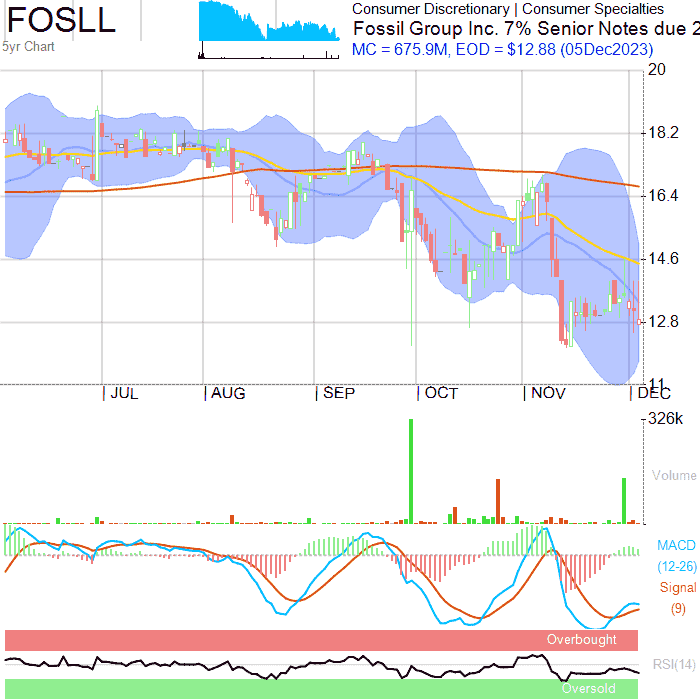 FOSLL
5yr Chart
Consumer Discretionary | Consumer Specialties
Fossil Group Inc. 7% Senior Notes due 2
MC = 675.9M, EOD = $12.88 (05Dec2023)
20
18.2
16.4
14.6
12.8
11
JUL
AUG
SEP
OCT
NOV
DEC
326k
Volume
MACD
(12-26)
Signal
(9)
Overbought
RSI(14)
Oversold